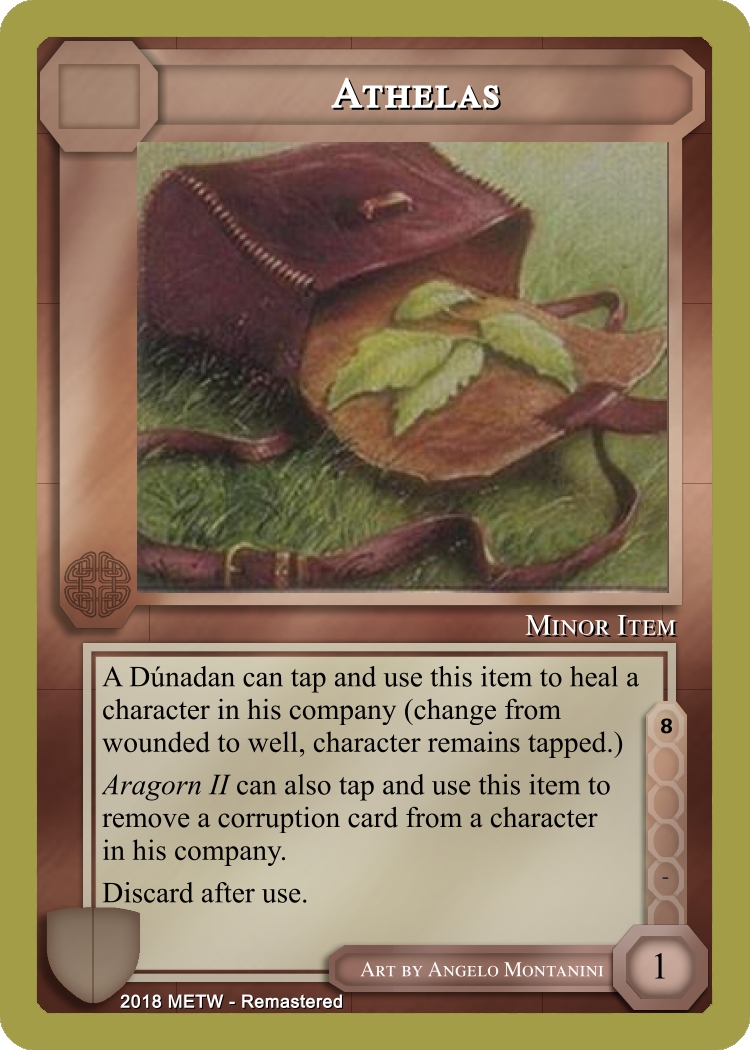 Athelas
Minor Item
A Dúnadan can tap and use this item to heal a
character in his company (change from
wounded to well, character remains tapped.)
Aragorn II can also tap and use this item to
remove a corruption card from a character
in his company.
Discard after use.
8
-
Art by Angelo Montanini
1
2018 METW - Remastered